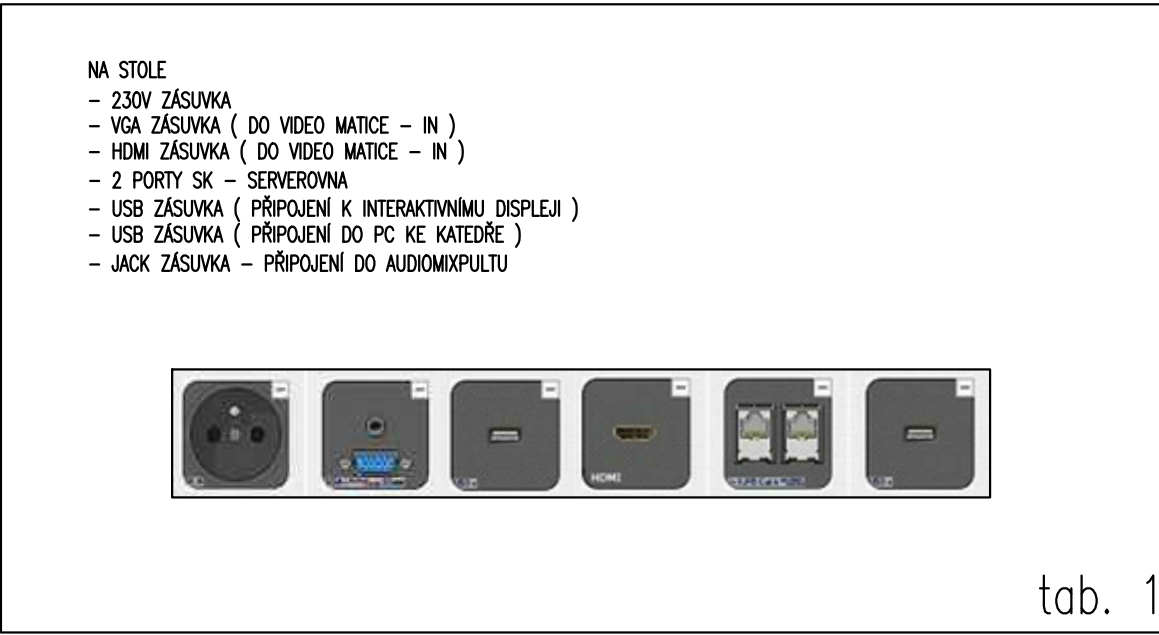 NA STOLE
– 230V ZÁSUVKA
– VGA ZÁSUVKA ( DO VIDEO MATICE – IN )
– HDMI ZÁSUVKA ( DO VIDEO MATICE – IN )
– 2 PORTY SK – SERVEROVNA
– USB ZÁSUVKA ( PŘIPOJENÍ K INTERAKTIVNÍMU DISPLEJI )
– USB ZÁSUVKA ( PŘIPOJENÍ DO PC KE KATEDŘE )
– JACK ZÁSUVKA – PŘIPOJENÍ DO AUDIOMIXPULTU
HDMI
tab. 1